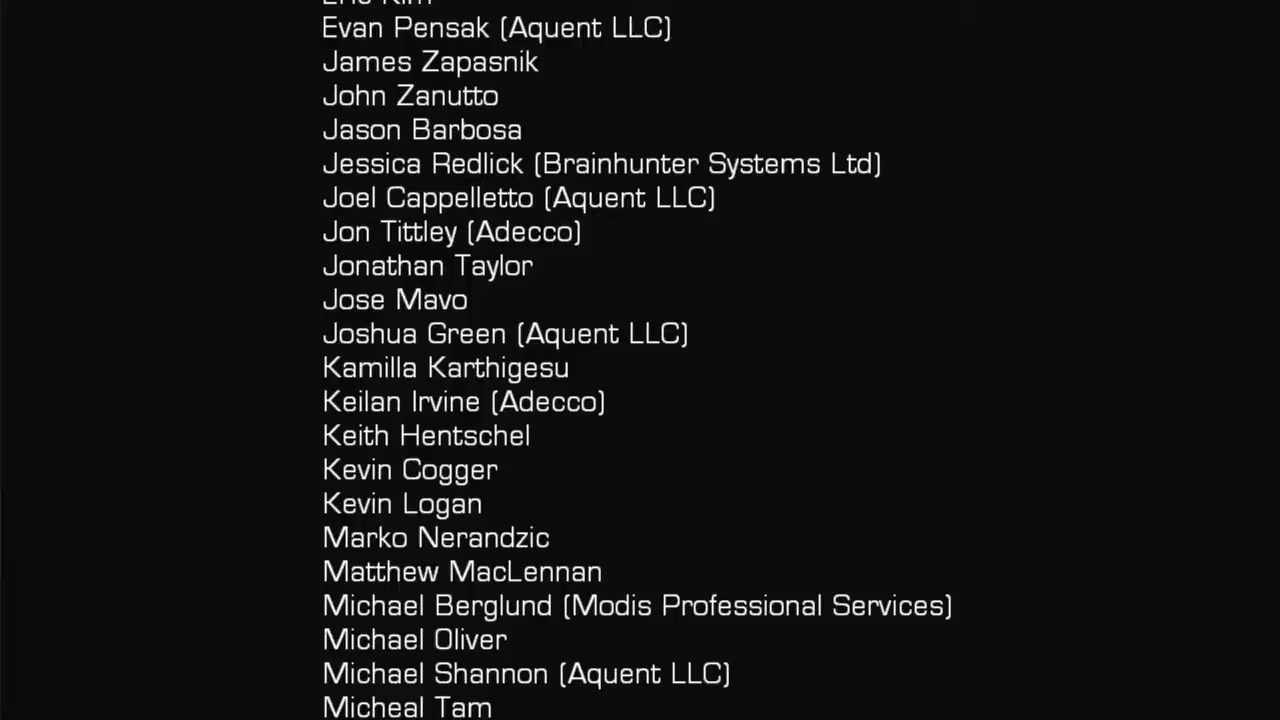 Eric Kim
Evan Pensak (Aquent LLC)
James Zapasnik
John Zanutto
Jason Barbosa
Jessica Redlick (Brainhunter Systems Ltd)
Joel Cappelletto (Aquent LLC)
Jon Tittley (Adecco)
Jonathan Taylor
Jose Mavo
Joshua Green (Aquent LLC)
Kamilla Karthigesu
Keilan Irvine (Adecco)
Keith Hentschel
Kevin Cogger
Kevin Logan
Marko Nerandzic
Matthew MacLennan
Michael Berglund (Modis Professional Services)
Michael Oliver
Michael Shannon (Aquent LLC)
Micheal Tam